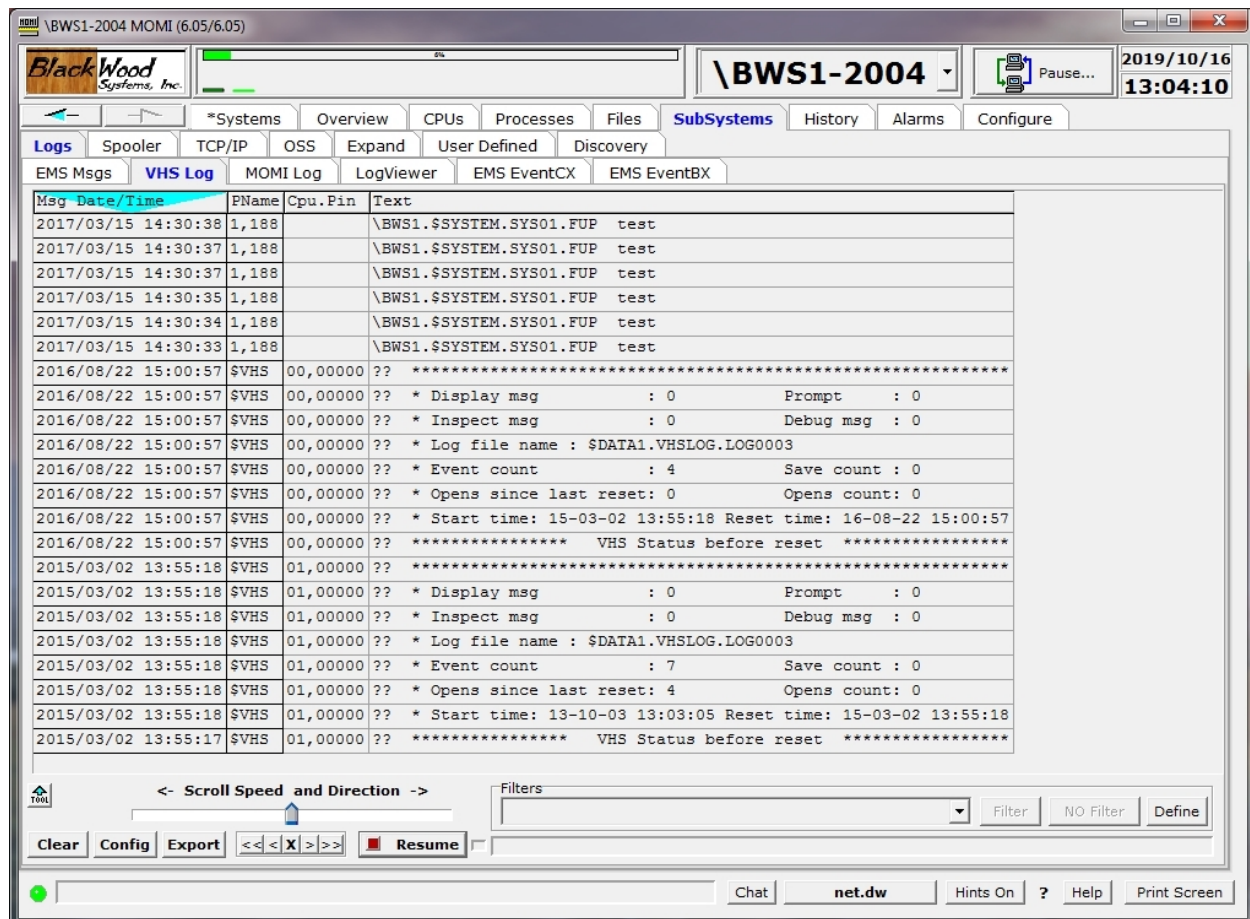 MOMI \BWS1-2004 MOMI (6.05/6.05)
BlackWood
Systems, Inc.
6%
\BWS1-2004
Pause...
2019/10/16
13:04:10
*Systems Overview CPUs Processes Files SubSystems History Alarms Configure
Logs Spooler TCP/IP OSS Expand User Defined Discovery
EMS Msgs VHS Log MOMI Log LogViewer EMS EventCX EMS EventBX
Msg Date/Time PName Cpu.Pin Text
2017/03/15 14:30:38 1,188 \BWS1.$SYSTEM.SYS01.FUP test
2017/03/15 14:30:37 1,188 \BWS1.$SYSTEM.SYS01.FUP test
2017/03/15 14:30:37 1,188 \BWS1.$SYSTEM.SYS01.FUP test
2017/03/15 14:30:35 1,188 \BWS1.$SYSTEM.SYS01.FUP test
2017/03/15 14:30:34 1,188 \BWS1.$SYSTEM.SYS01.FUP test
2017/03/15 14:30:33 1,188 \BWS1.$SYSTEM.SYS01.FUP test
2016/08/22 15:00:57 $VHS 00,00000 ?? *************************************************************
2016/08/22 15:00:57 $VHS 00,00000 ?? * Display msg : 0 Prompt : 0
2016/08/22 15:00:57 $VHS 00,00000 ?? * Inspect msg : 0 Debug msg : 0
2016/08/22 15:00:57 $VHS 00,00000 ?? * Log file name : $DATA1.VHSLOG.LOG0003
2016/08/22 15:00:57 $VHS 00,00000 ?? * Event count : 4 Save count : 0
2016/08/22 15:00:57 $VHS 00,00000 ?? * Opens since last reset: 0 Opens count: 0
2016/08/22 15:00:57 $VHS 00,00000 ?? * Start time: 15-03-02 13:55:18 Reset time: 16-08-22 15:00:57
2016/08/22 15:00:57 $VHS 00,00000 ?? **************** VHS Status before reset *****************
2015/03/02 13:55:18 $VHS 01,00000 ?? *************************************************************
2015/03/02 13:55:18 $VHS 01,00000 ?? * Display msg : 0 Prompt : 0
2015/03/02 13:55:18 $VHS 01,00000 ?? * Inspect msg : 0 Debug msg : 0
2015/03/02 13:55:18 $VHS 01,00000 ?? * Log file name : $DATA1.VHSLOG.LOG0003
2015/03/02 13:55:18 $VHS 01,00000 ?? * Event count : 7 Save count : 0
2015/03/02 13:55:18 $VHS 01,00000 ?? * Opens since last reset: 4 Opens count: 0
2015/03/02 13:55:18 $VHS 01,00000 ?? * Start time: 13-10-03 13:03:05 Reset time: 15-03-02 13:55:18
2015/03/02 13:55:17 $VHS 01,00000 ?? **************** VHS Status before reset *****************
TOOL
<- Scroll Speed and Direction ->
Filters
Filter NO Filter Define
Clear Config Export << < X > >> Resume
Chat net.dw Hints On ? Help Print Screen